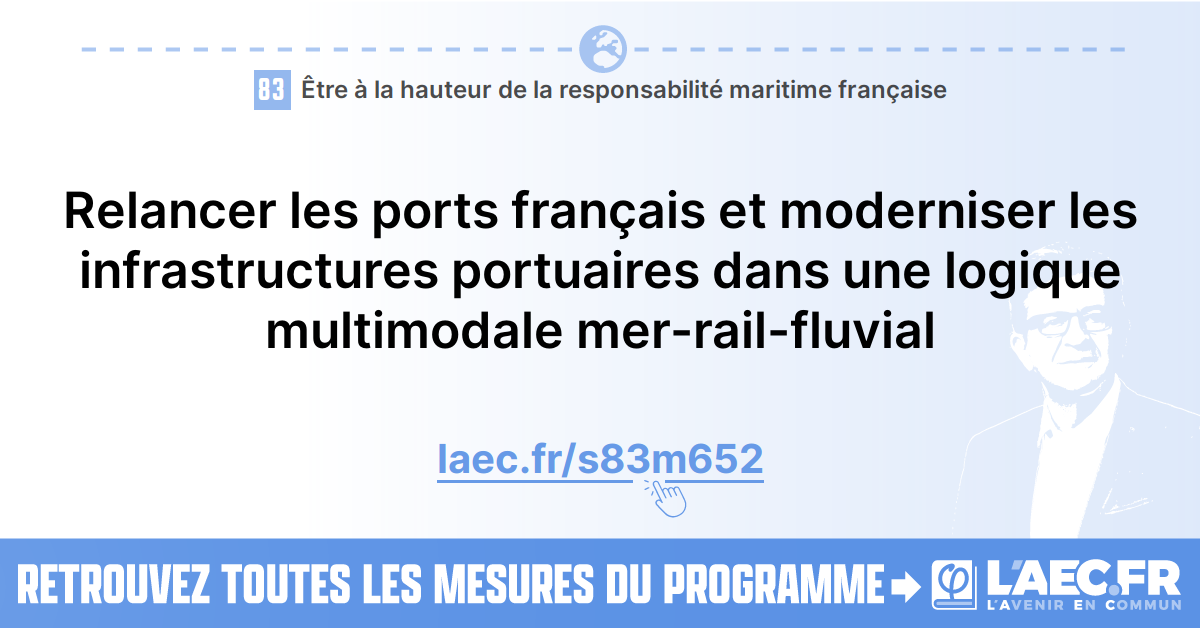 83 Être à la hauteur de la responsabilité maritime française
Relancer les ports français et moderniser les
infrastructures portuaires dans une logique
multimodale mer-rail-fluvial
laec.fr/s83m652
RETROUVEZ TOUTES LES MESURES DU PROGRAMME
φ L'AEC.FR
L'AVENIR EN COMMUN